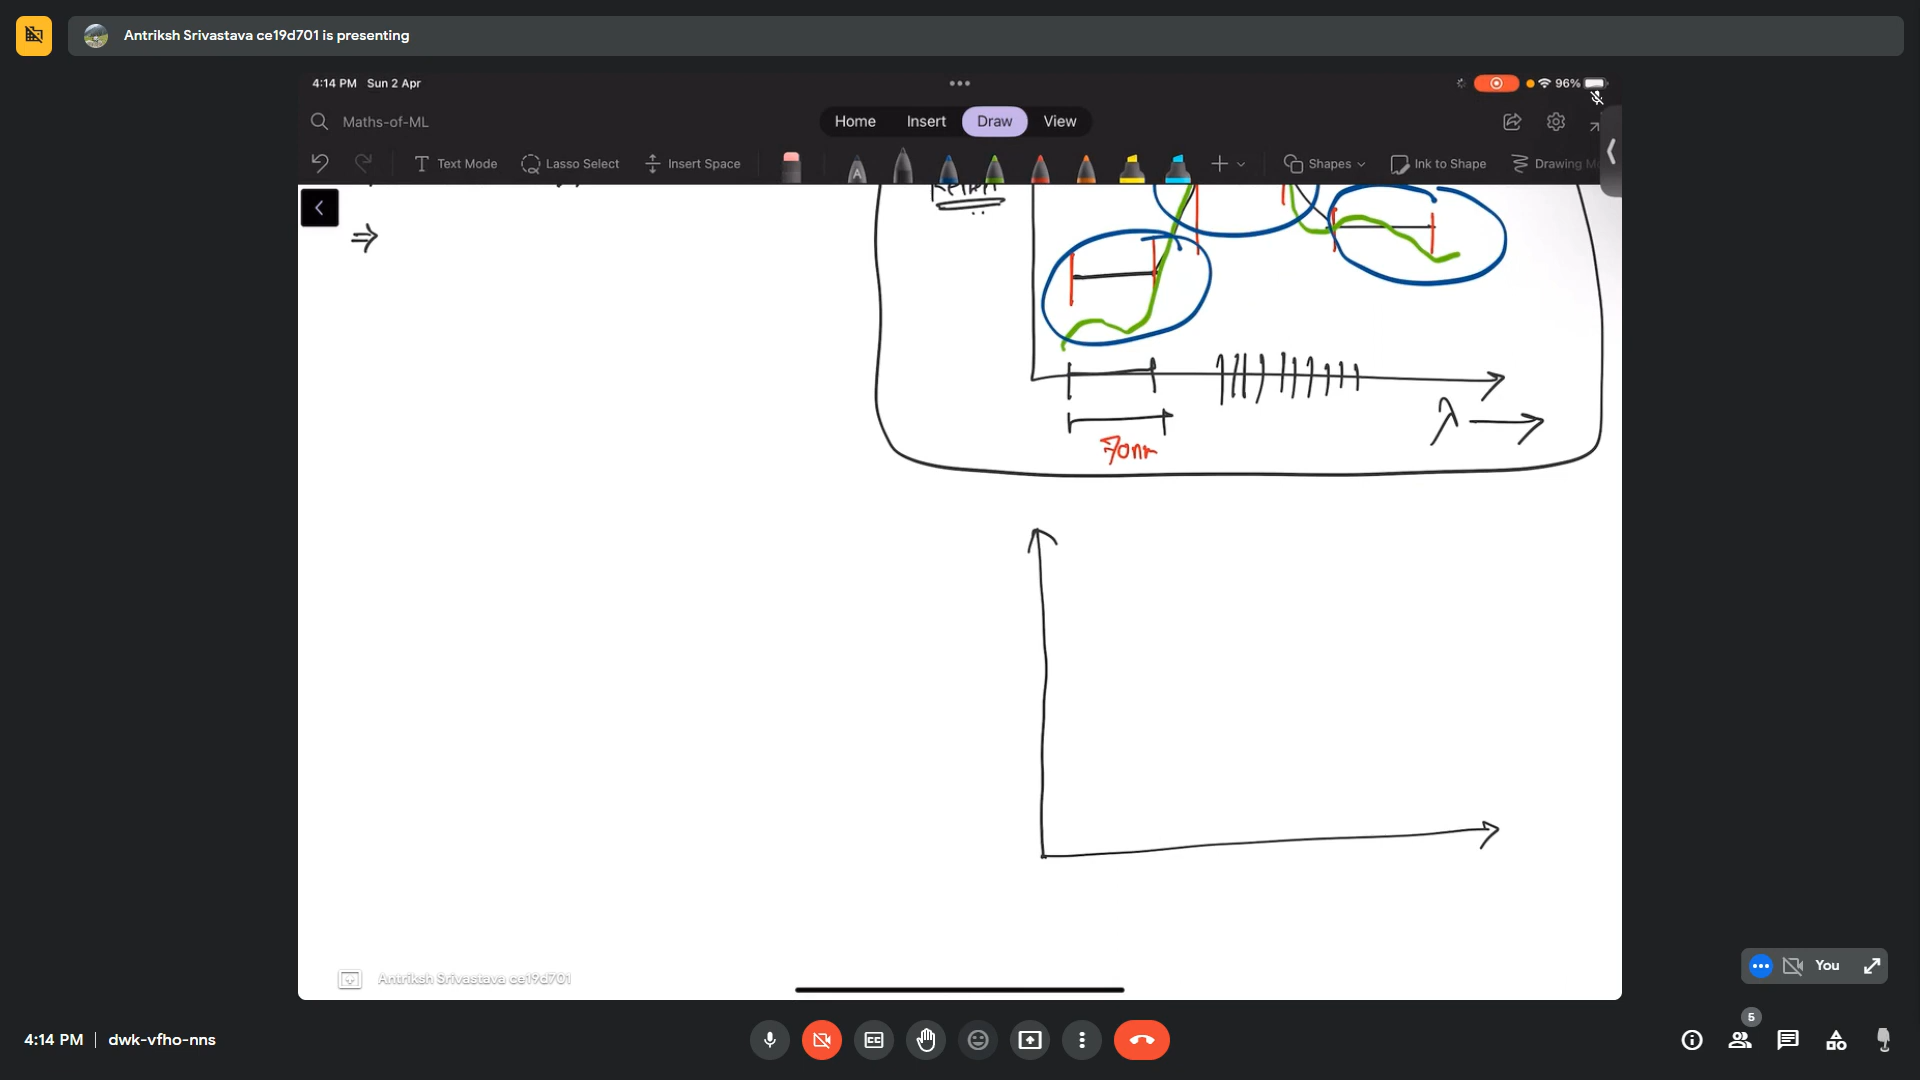 Antriksh Srivastava ce19d701 is presenting
4:14 PM Sun 2 Apr
96%
Maths-of-ML
Home Insert Draw View
Text Mode Lasso Select Insert Space A Shapes Ink to Shape Drawing
⇒
70nm
λ →
Antriksh Srivastava ce19d701
You
4:14 PM | dwk-vfho-nns
5